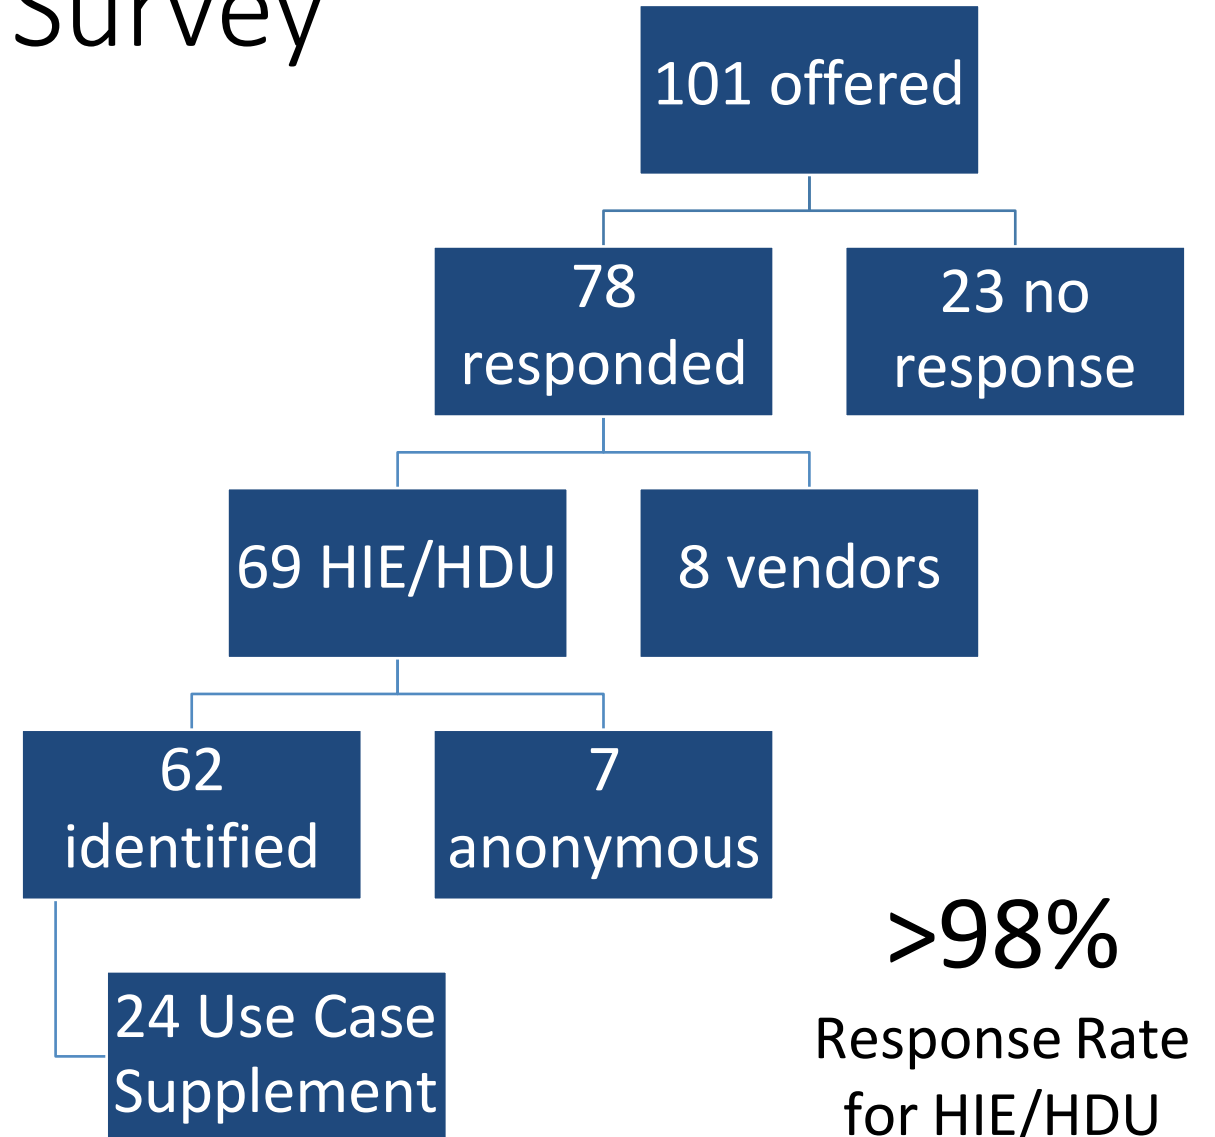 Survey
101 offered
78
responded
23 no
response
69 HIE/HDU
8 vendors
62
identified
7
anonymous
24 Use Case
Supplement
>98%
Response Rate
for HIE/HDU